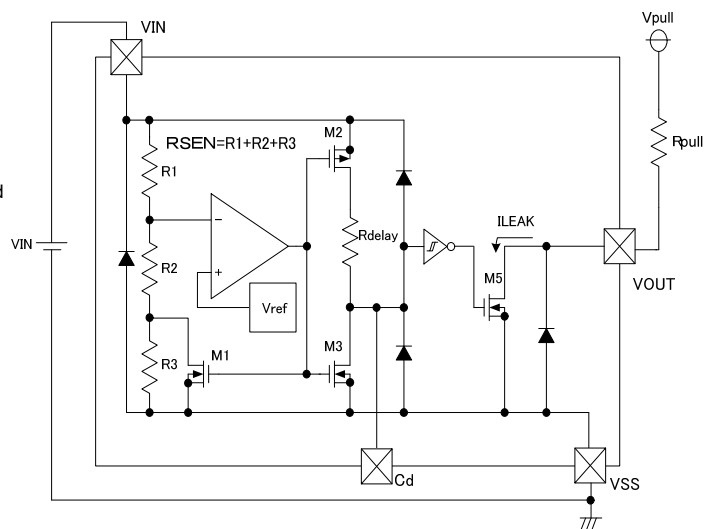 Vpull
VIN
RSEN=R1+R2+R3
M2
Rpull
R1
d
Rdelay
ILEAK
VIN
R2
M5
VOUT
Vref
R3
M1
M3
Cd
VSS